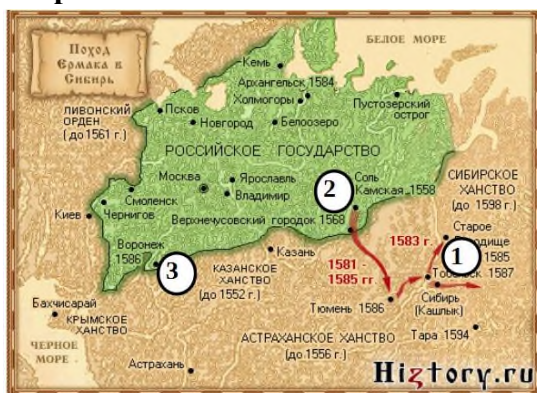 Поход
Ермака в
Сибирь
БЕЛОЕ МОРЕ
Кемь
Архангельск 1584
Холмогоры
Пустозерский
острог
ЛИВОНСКИЙ
ОРДЕН
(до 1561 г.)
Псков
Новгород
Белоозеро
РОССИЙСКОЕ ГОСУДАРСТВО
Москва
Ярославль
Владимир
2
Соль
Камская 1558
СИБИРСКОЕ
ХАНСТВО
(до 1598 г.)
Смоленск
Киев
Чернигов
Верхнечусовский городок 1568
Старое
1583 г.
1
1585
Воронеж
1586
3
Казань
КАЗАНСКОЕ
ХАНСТВО
(до 1552 г.)
1581 -
1585 гг.
1587
Сибирь
(Кашлык)
Тюмень 1586
Бахчисарай
КРЫМСКОЕ
ХАНСТВО
АСТРАХАНСКОЕ ХАНСТВО
(до 1556 г.)
Тара 1594
ЧЕРНОЕ
МОРЕ
Астрахань
Hiztory.ru